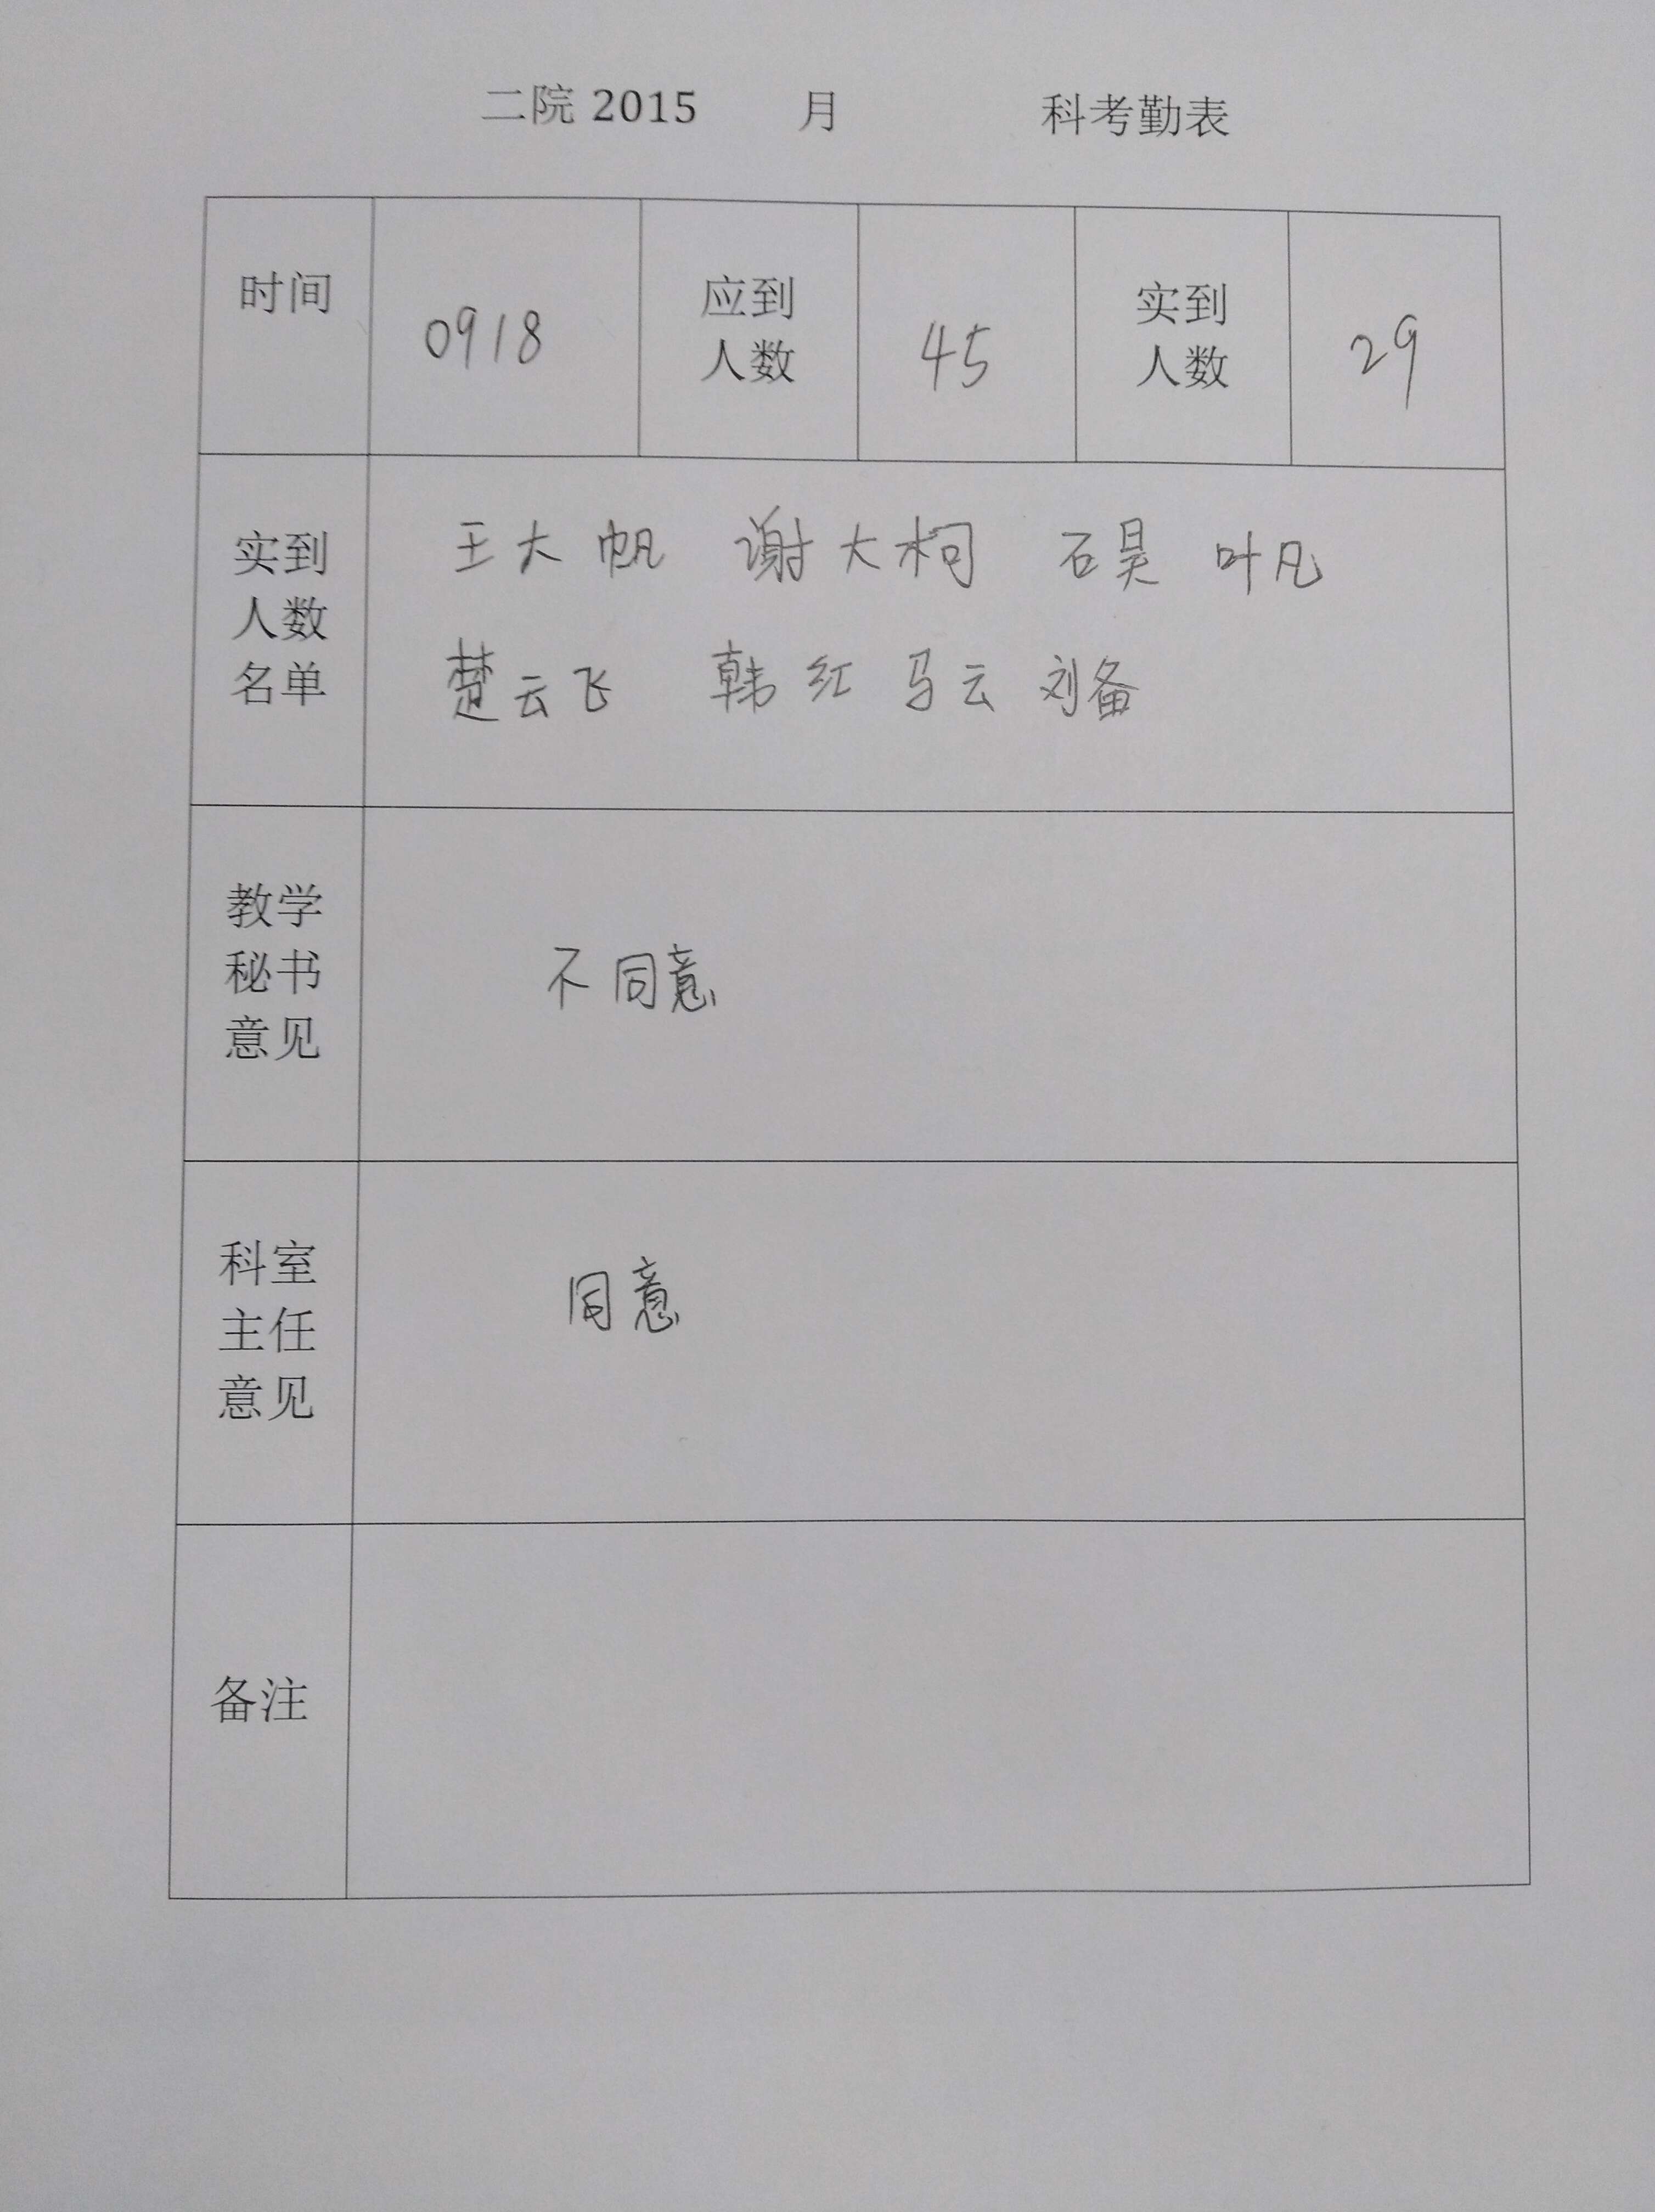 二院 2015 月 科考勤表
时间 0918 应到人数 45 实到人数 29
实到人数名单
王大帆 谢大柯 石昊 叶凡
楚云飞 韩红 马云 刘备
教学秘书意见
不同意
科室主任意见
同意
备注